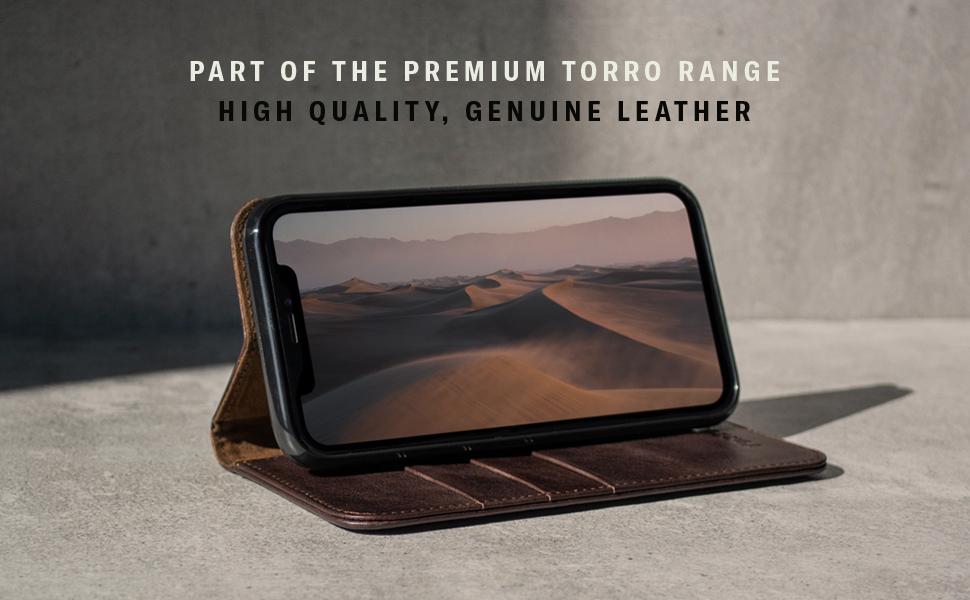 PART OF THE PREMIUM TORRO RANGE
HIGH QUALITY, GENUINE LEATHER